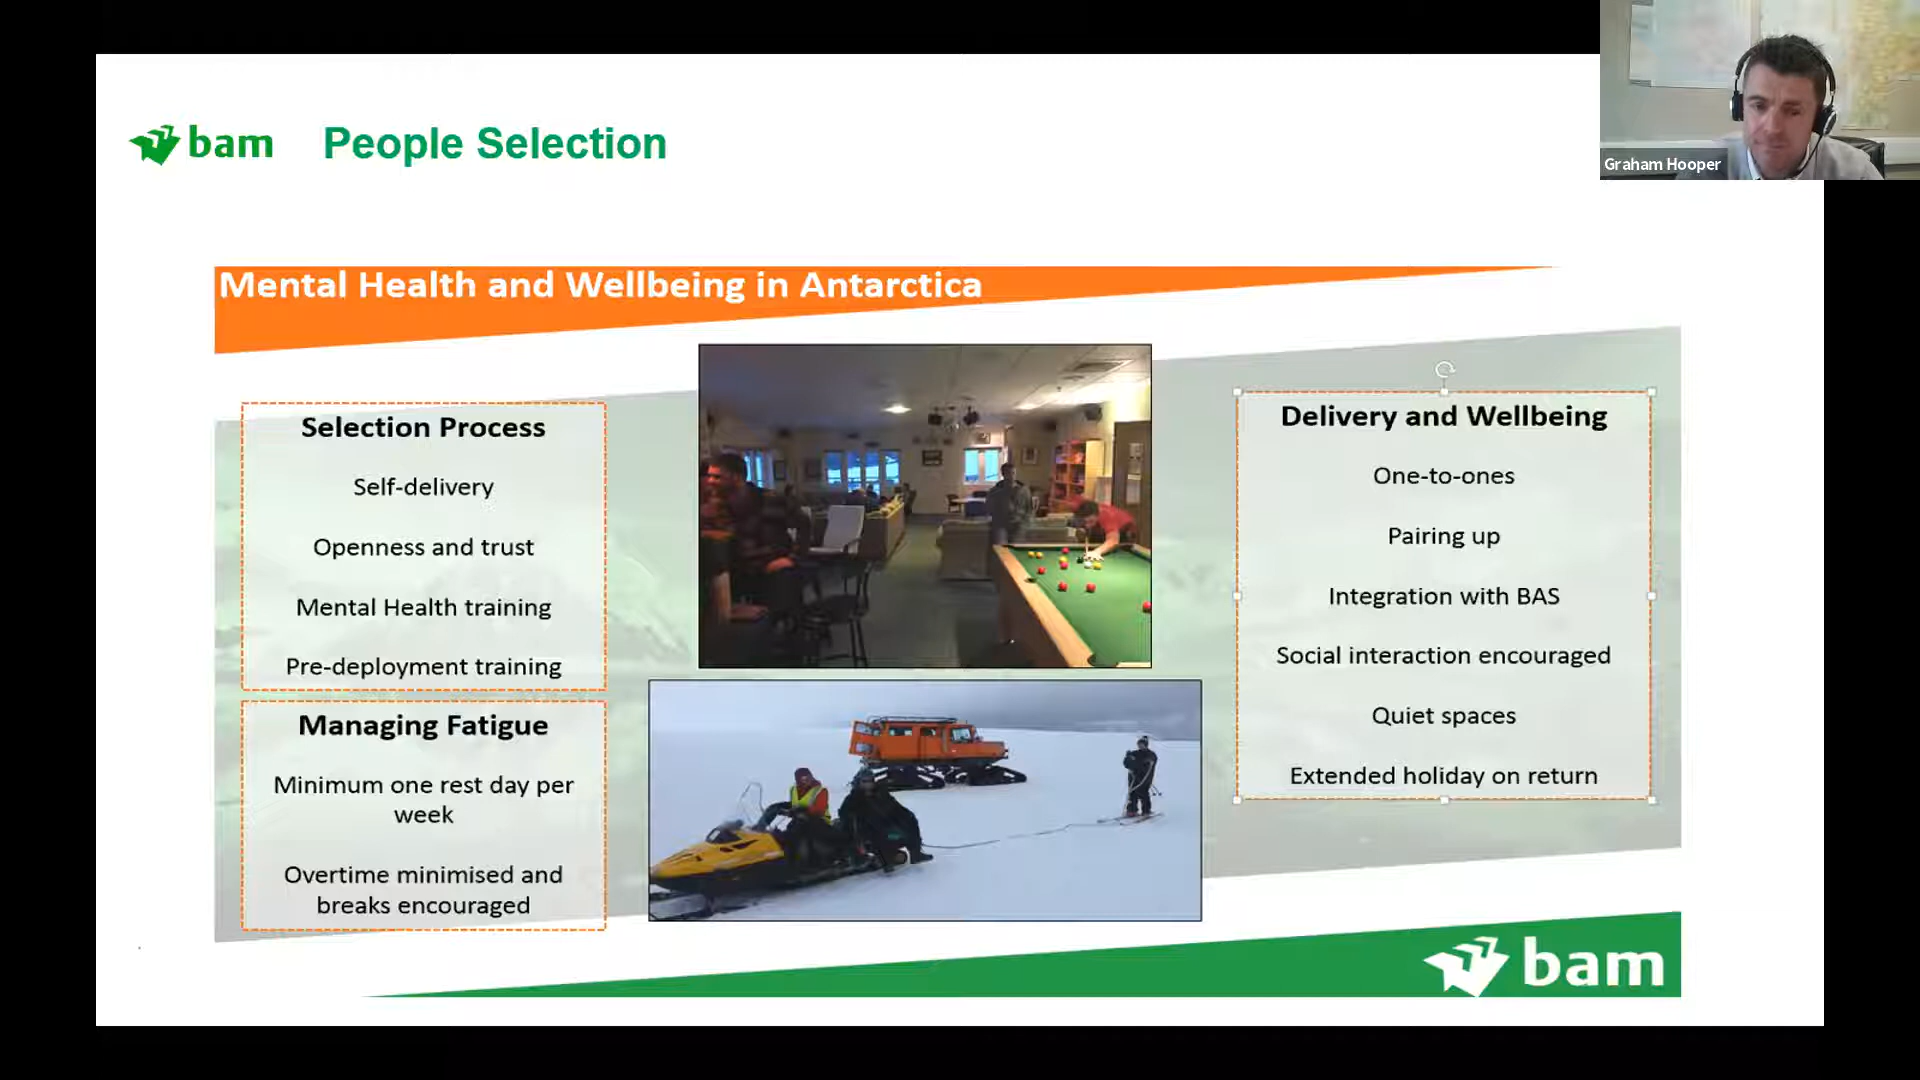 bam
People Selection
Graham Hooper
Mental Health and Wellbeing in Antarctica
Selection Process
Self-delivery
Openness and trust
Mental Health training
Pre-deployment training
Managing Fatigue
Minimum one rest day per
week
Overtime minimised and
breaks encouraged
Delivery and Wellbeing
One-to-ones
Pairing up
Integration with BAS
Social interaction encouraged
Quiet spaces
Extended holiday on return
bam